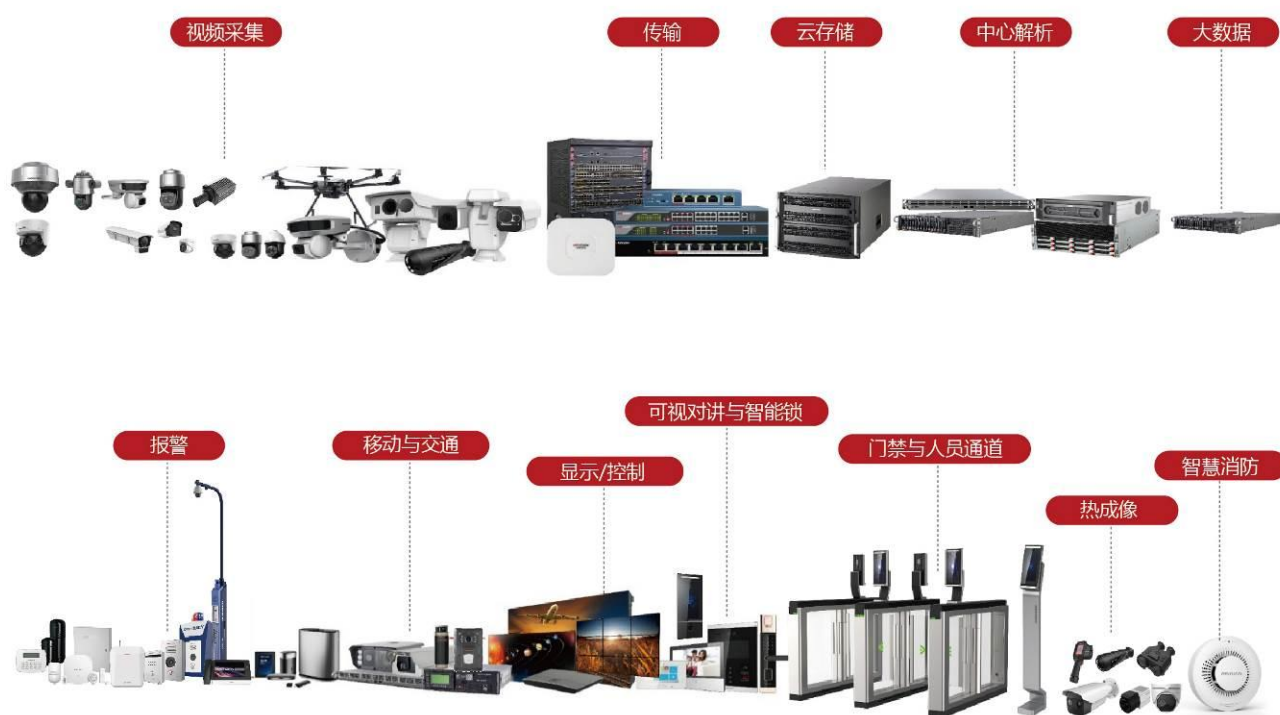 视频采集
传输
云存储
中心解析
大数据
可视对讲与智能锁
报警
移动与交通
显示/控制
门禁与人员通道
智慧消防
热成像